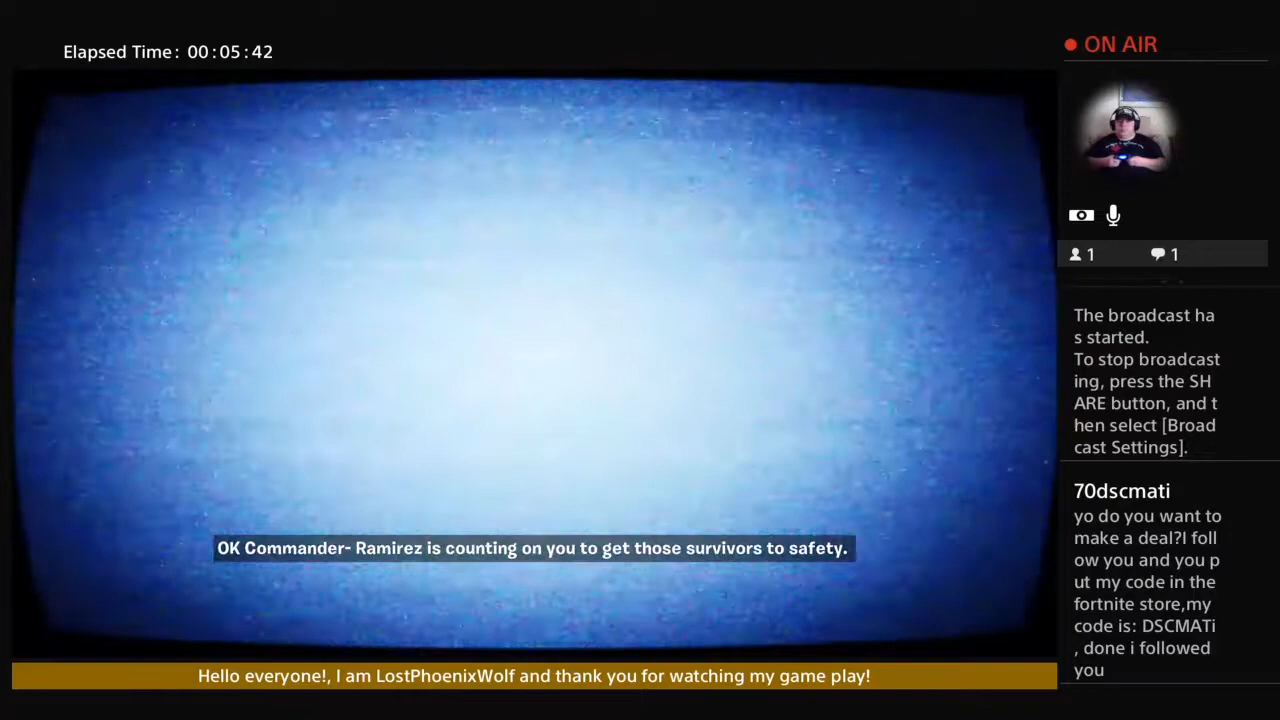 Elapsed Time: 00:05:42
ON AIR
1
1
The broadcast ha
s started.
To stop broadcast
ing, press the SH
ARE button, and t
hen select [Broad
cast Settings].
70dscmati
yo do you want to
make a deal?I foll
ow you and you p
ut my code in the
fortnite store,my
code is: DSCMATi
, done i followed
you
OK Commander- Ramirez is counting on you to get those survivors to safety.
Hello everyone!, I am LostPhoenixWolf and thank you for watching my game play!